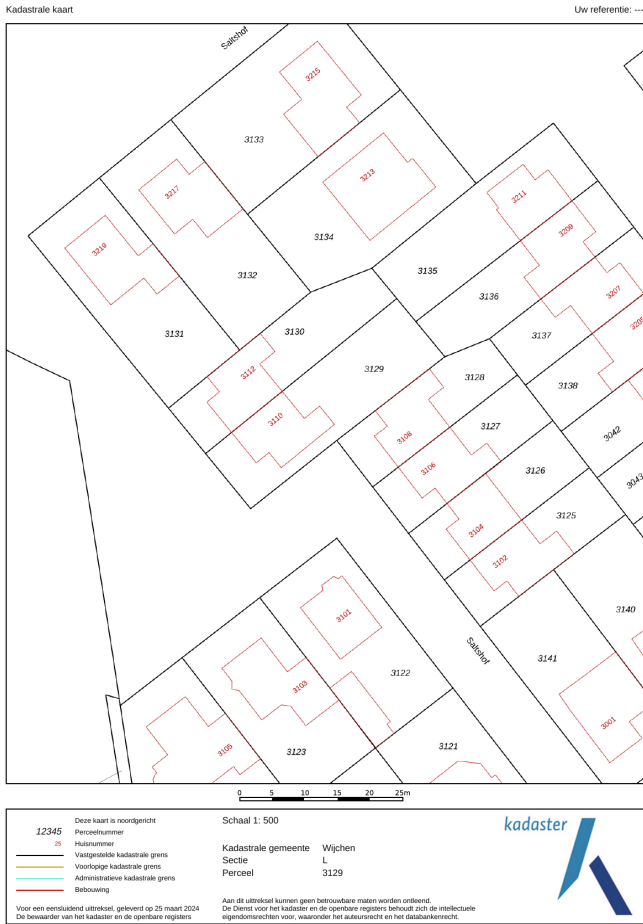 Kadastrale kaart
Uw referentie: ---
Saltshof
3215
3133
3217
3213
3211
3219
3134
3209
3132
3135
3207
3136
3205
3131
3130
3137
3129
3128
3138
3112
3110
3108
3127
3042
3106
3126
3043
3104
3125
3102
3101
3140
Saltshof
3141
3122
3103
3001
3105
3123
3121
0 5 10 15 20 25m
12345
25
Deze kaart is noordgericht
Perceelnummer
Huisnummer
Vastgestelde kadastrale grens
Voorlopige kadastrale grens
Administratieve kadastrale grens
Bebouwing
Voor een eensluidend uittreksel, geleverd op 25 maart 2024
De bewaarder van het kadaster en de openbare registers
Schaal 1: 500
Kadastrale gemeente Wijchen
Sectie L
Perceel 3129
Aan dit uittreksel kunnen geen betrouwbare maten worden ontleend.
De Dienst voor het kadaster en de openbare registers behoudt zich de intellectuele
eigendomsrechten voor, waaronder het auteursrecht en het databankenrecht.
kadaster